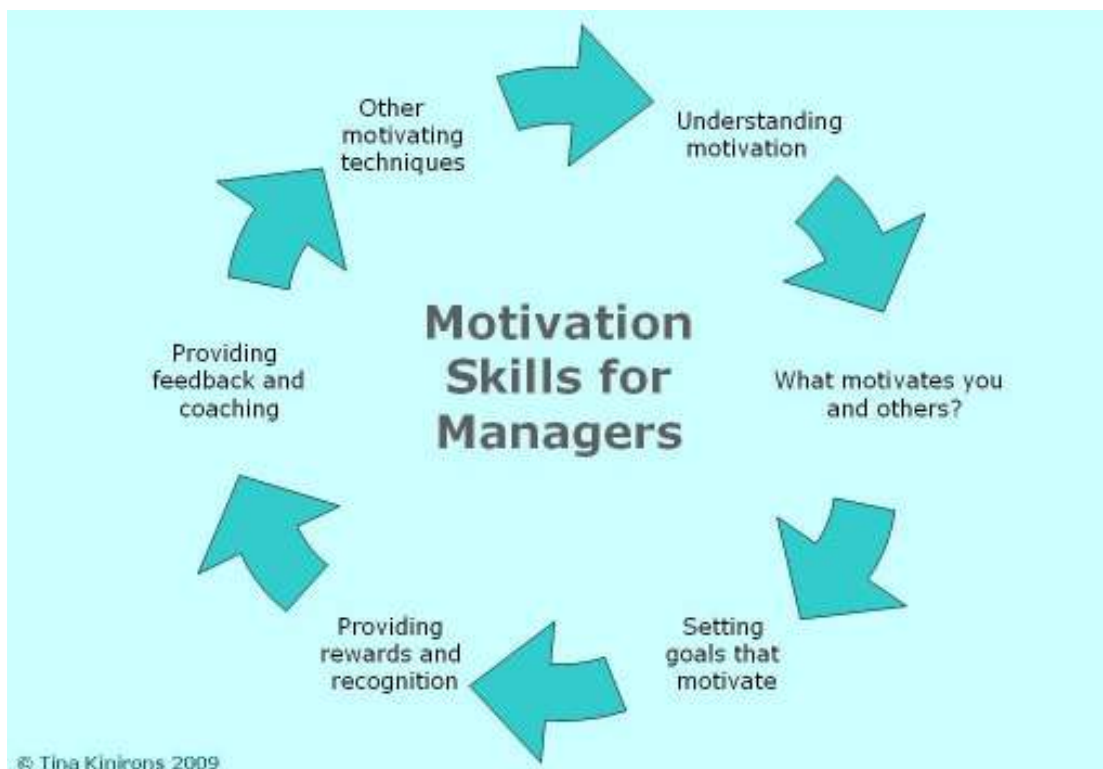 Other
motivating
techniques
Understanding
motivation
Motivation
Skills for
Managers
Providing
feedback and
coaching
What motivates you
and others?
Providing
rewards and
recognition
Setting
goals that
motivate
© Tina Kinirons 2009